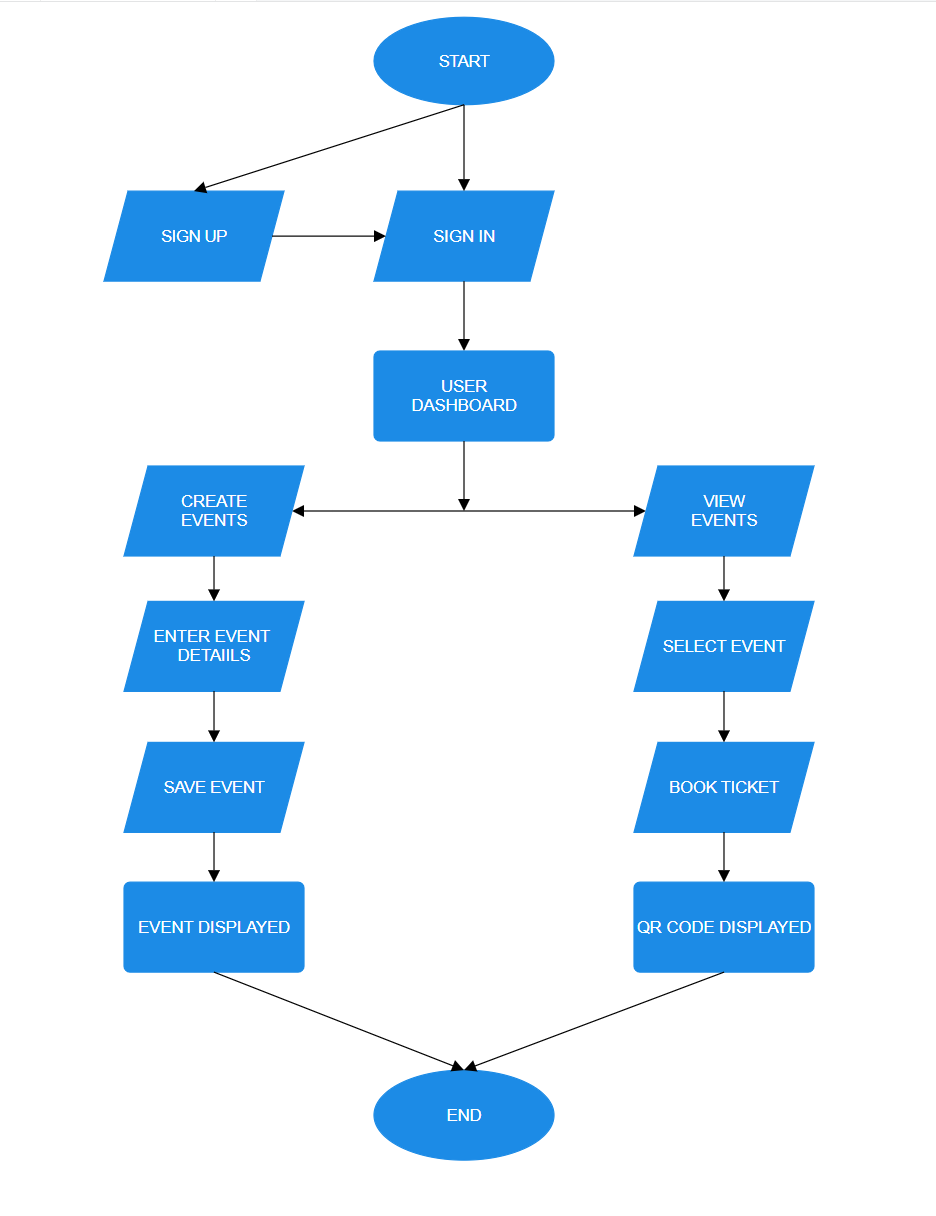 START
SIGN UP
SIGN IN
USER
DASHBOARD
CREATE
EVENTS
VIEW
EVENTS
ENTER EVENT
DETAIILS
SELECT EVENT
SAVE EVENT
BOOK TICKET
EVENT DISPLAYED
QR CODE DISPLAYED
END